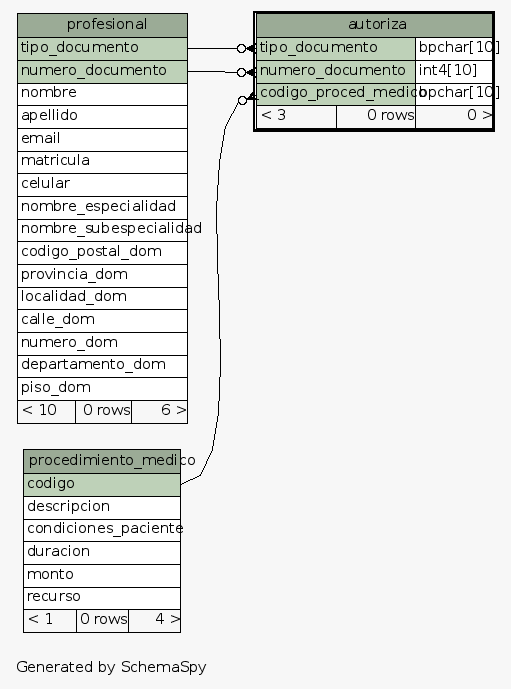 profesional
tipo_documento
numero_documento
nombre
apellido
email
matricula
celular
nombre_especialidad
nombre_subespecialidad
codigo_postal_dom
provincia_dom
localidad_dom
calle_dom
numero_dom
departamento_dom
piso_dom
< 10 0 rows 6 >
autoriza
tipo_documento bpchar[10]
numero_documento int4[10]
codigo_proced_medico bpchar[10]
< 3 0 rows 0 >
procedimiento_medico
codigo
descripcion
condiciones_paciente
duracion
monto
recurso
< 1 0 rows 4 >
Generated by SchemaSpy